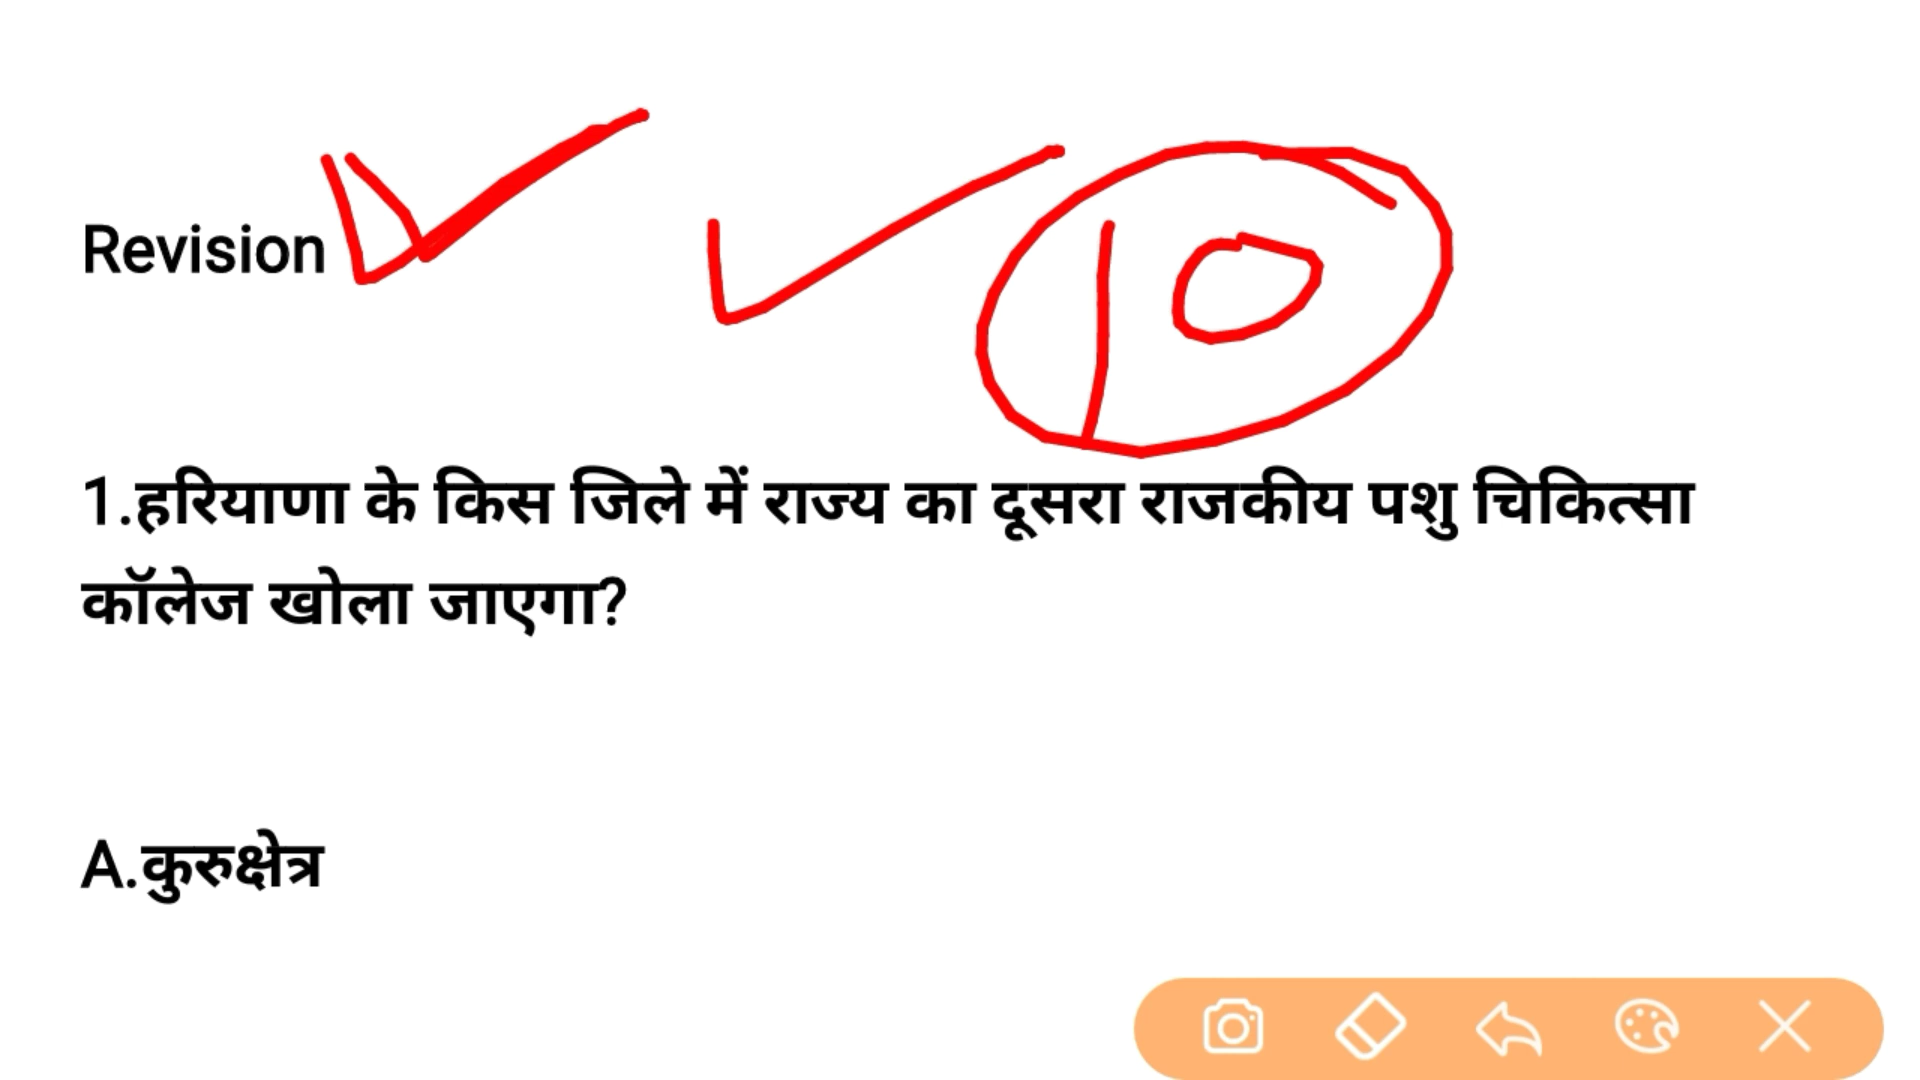 Revision
10
1.हरियाणा के किस जिले में राज्य का दूसरा राजकीय पशु चिकित्सा
कॉलेज खोला जाएगा?
A.कुरुक्षेत्र